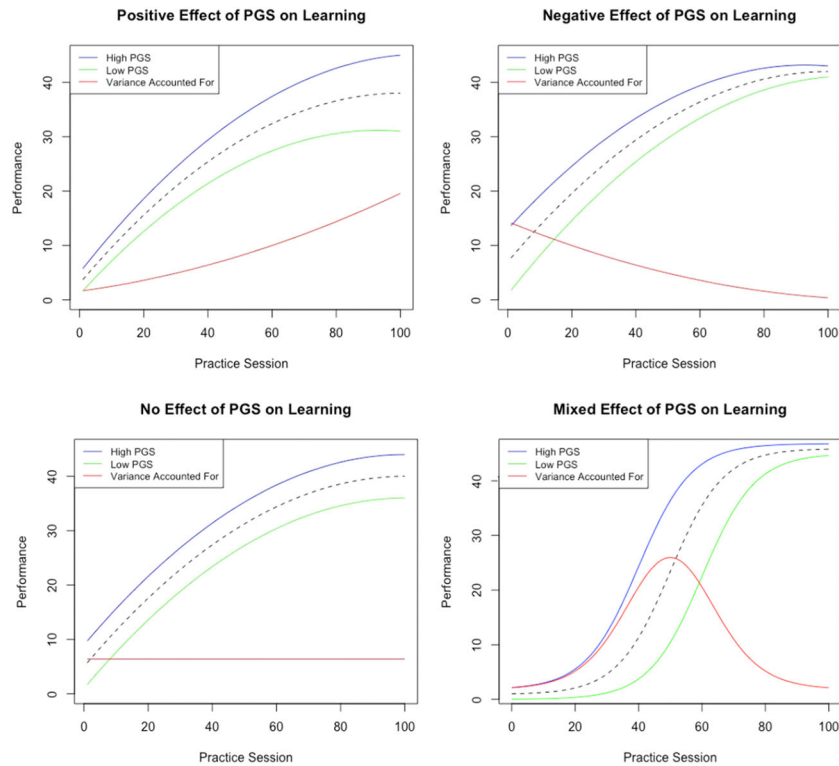 Positive Effect of PGS on Learning
High PGS
Low PGS
Variance Accounted For
Performance
40
30
20
10
0
0 20 40 60 80 100
Practice Session
Negative Effect of PGS on Learning
High PGS
Low PGS
Variance Accounted For
Performance
40
30
20
10
0
0 20 40 60 80 100
Practice Session
No Effect of PGS on Learning
High PGS
Low PGS
Variance Accounted For
Performance
40
30
20
10
0
0 20 40 60 80 100
Practice Session
Mixed Effect of PGS on Learning
High PGS
Low PGS
Variance Accounted For
Performance
40
30
20
10
0
0 20 40 60 80 100
Practice Session